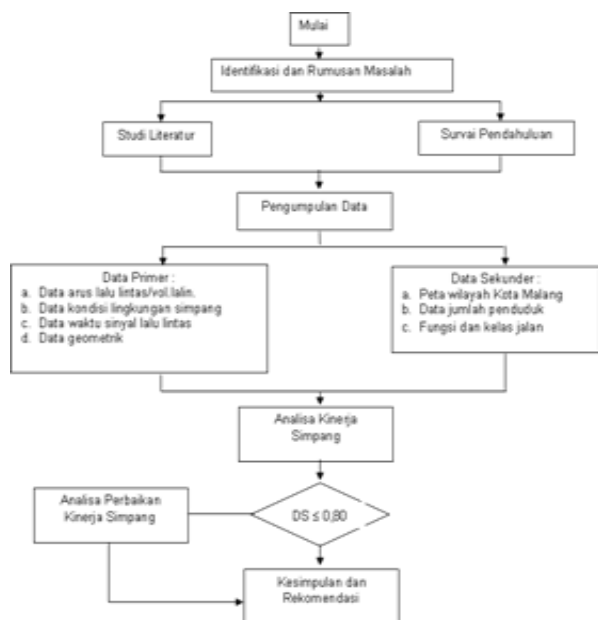 Mulai
Identifikasi dan Rumusan Masalah
Studi Literatur
Survai Pendahuluan
Pengumpulan Data
Data Primer :
a. Data arus lalu lintas/vol.lalin.
b. Data kondisi lingkungan simpang
c. Data waktu sinyal lalu lintas
d. Data geometrik
Data Sekunder :
a. Peta wilayah Kota Malang
b. Data jumlah penduduk
c. Fungsi dan kelas jalan
Analisa Kinerja
Simpang
Analisa Perbaikan
Kinerja Simpang
DS ≤ 0,80
Kesimpulan dan
Rekomendasi